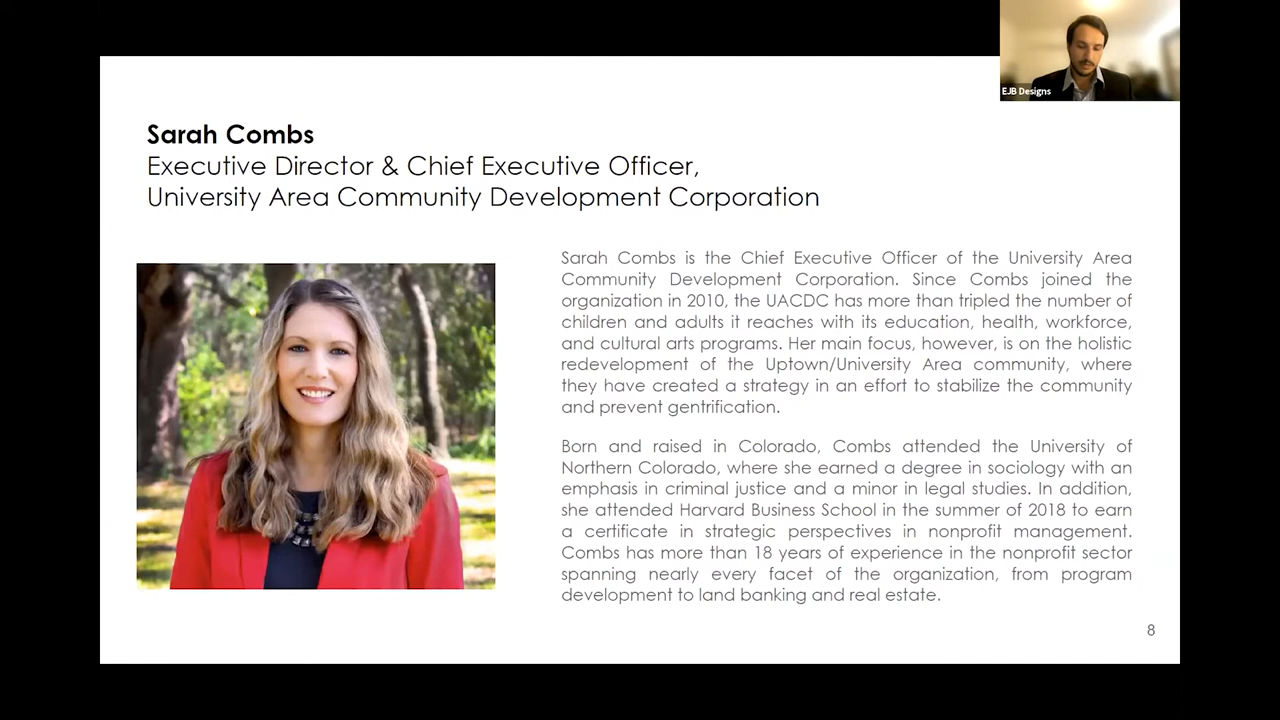 EJB Designs
Sarah Combs
Executive Director & Chief Executive Officer,
University Area Community Development Corporation
Sarah Combs is the Chief Executive Officer of the University Area
Community Development Corporation. Since Combs joined the
organization in 2010, the UACDC has more than tripled the number of
children and adults it reaches with its education, health, workforce,
and cultural arts programs. Her main focus, however, is on the holistic
redevelopment of the Uptown/University Area community, where
they have created a strategy in an effort to stabilize the community
and prevent gentrification.
Born and raised in Colorado, Combs attended the University of
Northern Colorado, where she earned a degree in sociology with an
emphasis in criminal justice and a minor in legal studies. In addition,
she attended Harvard Business School in the summer of 2018 to earn
a certificate in strategic perspectives in nonprofit management.
Combs has more than 18 years of experience in the nonprofit sector
spanning nearly every facet of the organization, from program
development to land banking and real estate.
8